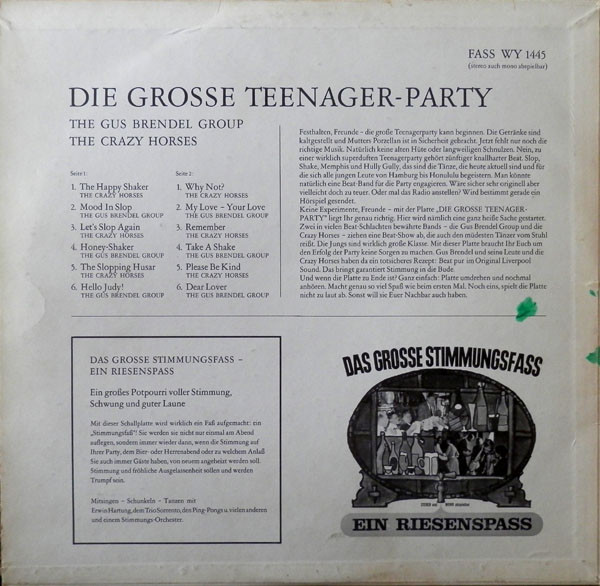 FASS WY 1445
(stereo auch mono abspielbar)
DIE GROSSE TEENAGER-PARTY
THE GUS BRENDEL GROUP
THE CRAZY HORSES
Seite 1:
1. The Happy Shaker
THE CRAZY HORSES
2. Mood In Slop
THE GUS BRENDEL GROUP
3. Let's Slop Again
THE CRAZY HORSES
4. Honey-Shaker
THE GUS BRENDEL GROUP
5. The Slopping Husar
THE CRAZY HORSES
6. Hello Judy!
THE GUS BRENDEL GROUP
Seite 2:
1. Why Not?
THE CRAZY HORSES
2. My Love – Your Love
THE GUS BRENDEL GROUP
3. Remember
THE CRAZY HORSES
4. Take A Shake
THE GUS BRENDEL GROUP
5. Please Be Kind
THE CRAZY HORSES
6. Dear Lover
THE GUS BRENDEL GROUP
Festhalten, Freunde – die große Teenagerparty kann beginnen. Die Getränke sind
kaltgestellt und Mutters Porzellan ist in Sicherheit gebracht. Jetzt fehlt nur noch die
richtige Musik. Natürlich keine alten Hüte oder langweiligen Schnulzen. Nein, zu
einer wirklich superduften Teenagerparty gehört zünftiger knallharter Beat. Slop,
Shake, Memphis und Hully Gully, das sind die Tänze, die heute aktuell sind und für
die sich alle jungen Leute von Hamburg bis Honolulu begeistern. Man könnte
natürlich eine Beat-Band für die Party engagieren. Wäre sicher sehr originell aber
vielleicht doch zu teuer. Oder mal das Radio anstellen? Wird bestimmt gerade ein
Hörspiel gesendet.
Keine Experimente, Freunde – mit der Platte „DIE GROSSE TEENAGER-
PARTY" liegt Ihr genau richtig. Hier wird nämlich eine ganz heiße Sache gestartet.
Zwei in vielen Beat-Schlachten bewährte Bands – die Gus Brendel Group und die
Crazy Horses – ziehen eine Beat-Show ab, die auch den müdesten Tänzer vom Stuhl
reißt. Die Jungs sind wirklich große Klasse. Mit dieser Platte braucht Ihr Euch um
den Erfolg der Party keine Sorgen zu machen. Gus Brendel und seine Leute und die
Crazy Horses haben da ein totsicheres Rezept: Beat pur im Original Liverpool
Sound. Das bringt garantiert Stimmung in die Bude.
Und wenn die Platte zu Ende ist? Ganz einfach: Platte umdrehen und nochmal
anhören. Macht genau so viel Spaß wie beim ersten Mal. Noch eins, spielt die Platte
nicht zu laut ab. Sonst will sie Euer Nachbar auch haben.
DAS GROSSE STIMMUNGSFASS –
EIN RIESENSPASS
Ein großes Potpourri voller Stimmung,
Schwung und guter Laune
Mit dieser Schallplatte wird wirklich ein Faß aufgemacht: ein
„Stimmungsfaß"! Sie werden sie nicht nur einmal am Abend
auflegen, sondern immer wieder dann, wenn die Stimmung auf
Ihrer Party, dem Bier- oder Herrenabend oder zu welchem Anlaß
Sie auch immer Gäste haben, von neuem angeheizt werden soll.
Stimmung und fröhliche Ausgelassenheit sollen und werden
Trumpf sein.
Mitsingen – Schunkeln – Tanzen mit
Erwin Hartung, dem Trio Sorrento, den Ping-Pongs u. vielen anderen
und einem Stimmungs-Orchester.
DAS GROSSE STIMMUNGSFASS
EIN RIESENSPASS